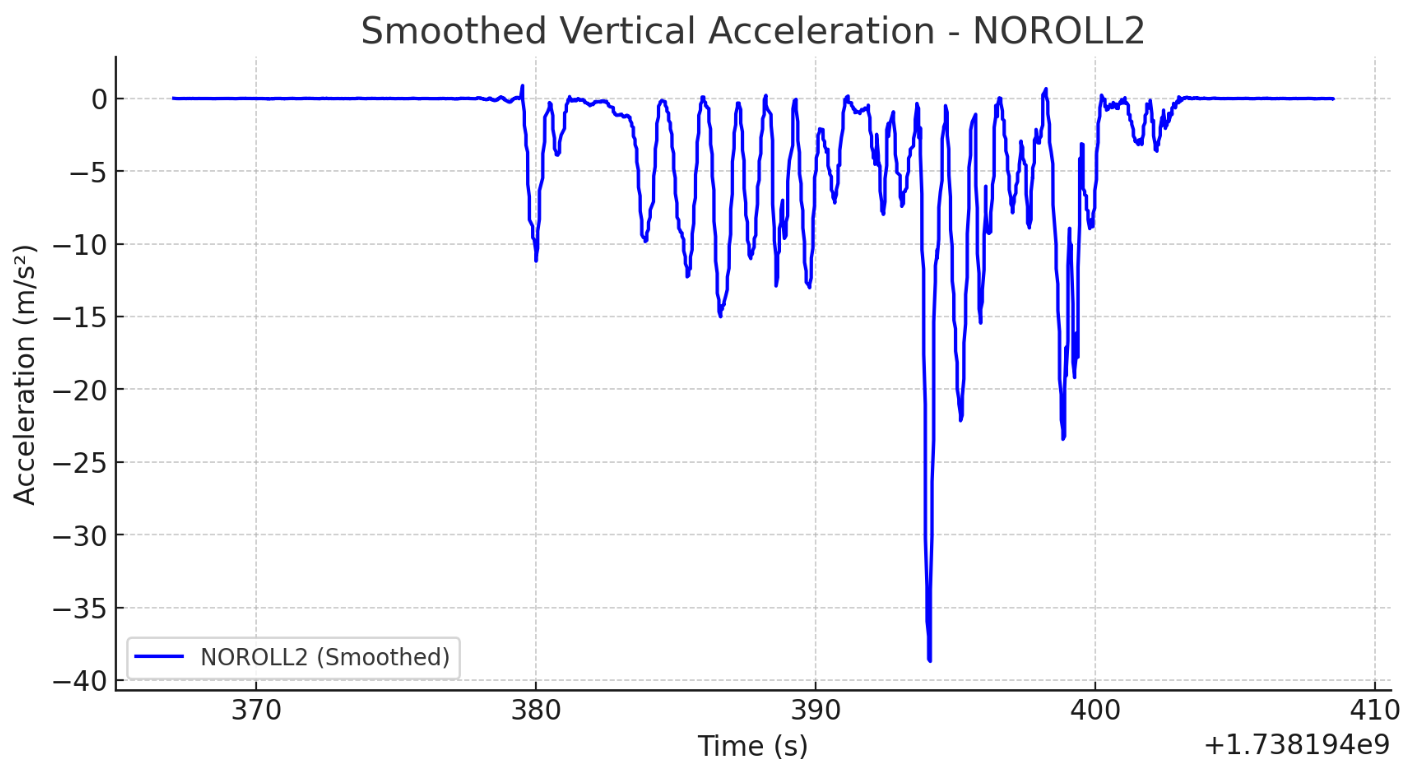 Smoothed Vertical Acceleration - NOROLL2
Acceleration (m/s²)
0
−5
−10
−15
−20
−25
−30
−35
−40
NOROLL2 (Smoothed)
370 380 390 400 410
Time (s)
+1.738194e9